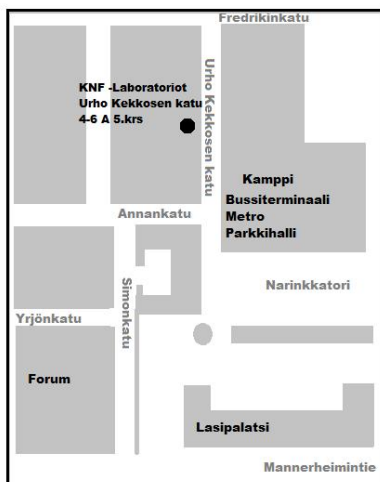 Fredrikinkatu
KNF -Laboratoriot
Urho Kekkosen katu
4-6 A 5.krs
Urho Kekkosen katu
Kamppi
Bussiterminaali
Metro
Parkkihalli
Annankatu
Simonkatu
Narinkkatori
Yrjönkatu
Forum
Lasipalatsi
Mannerheimintie